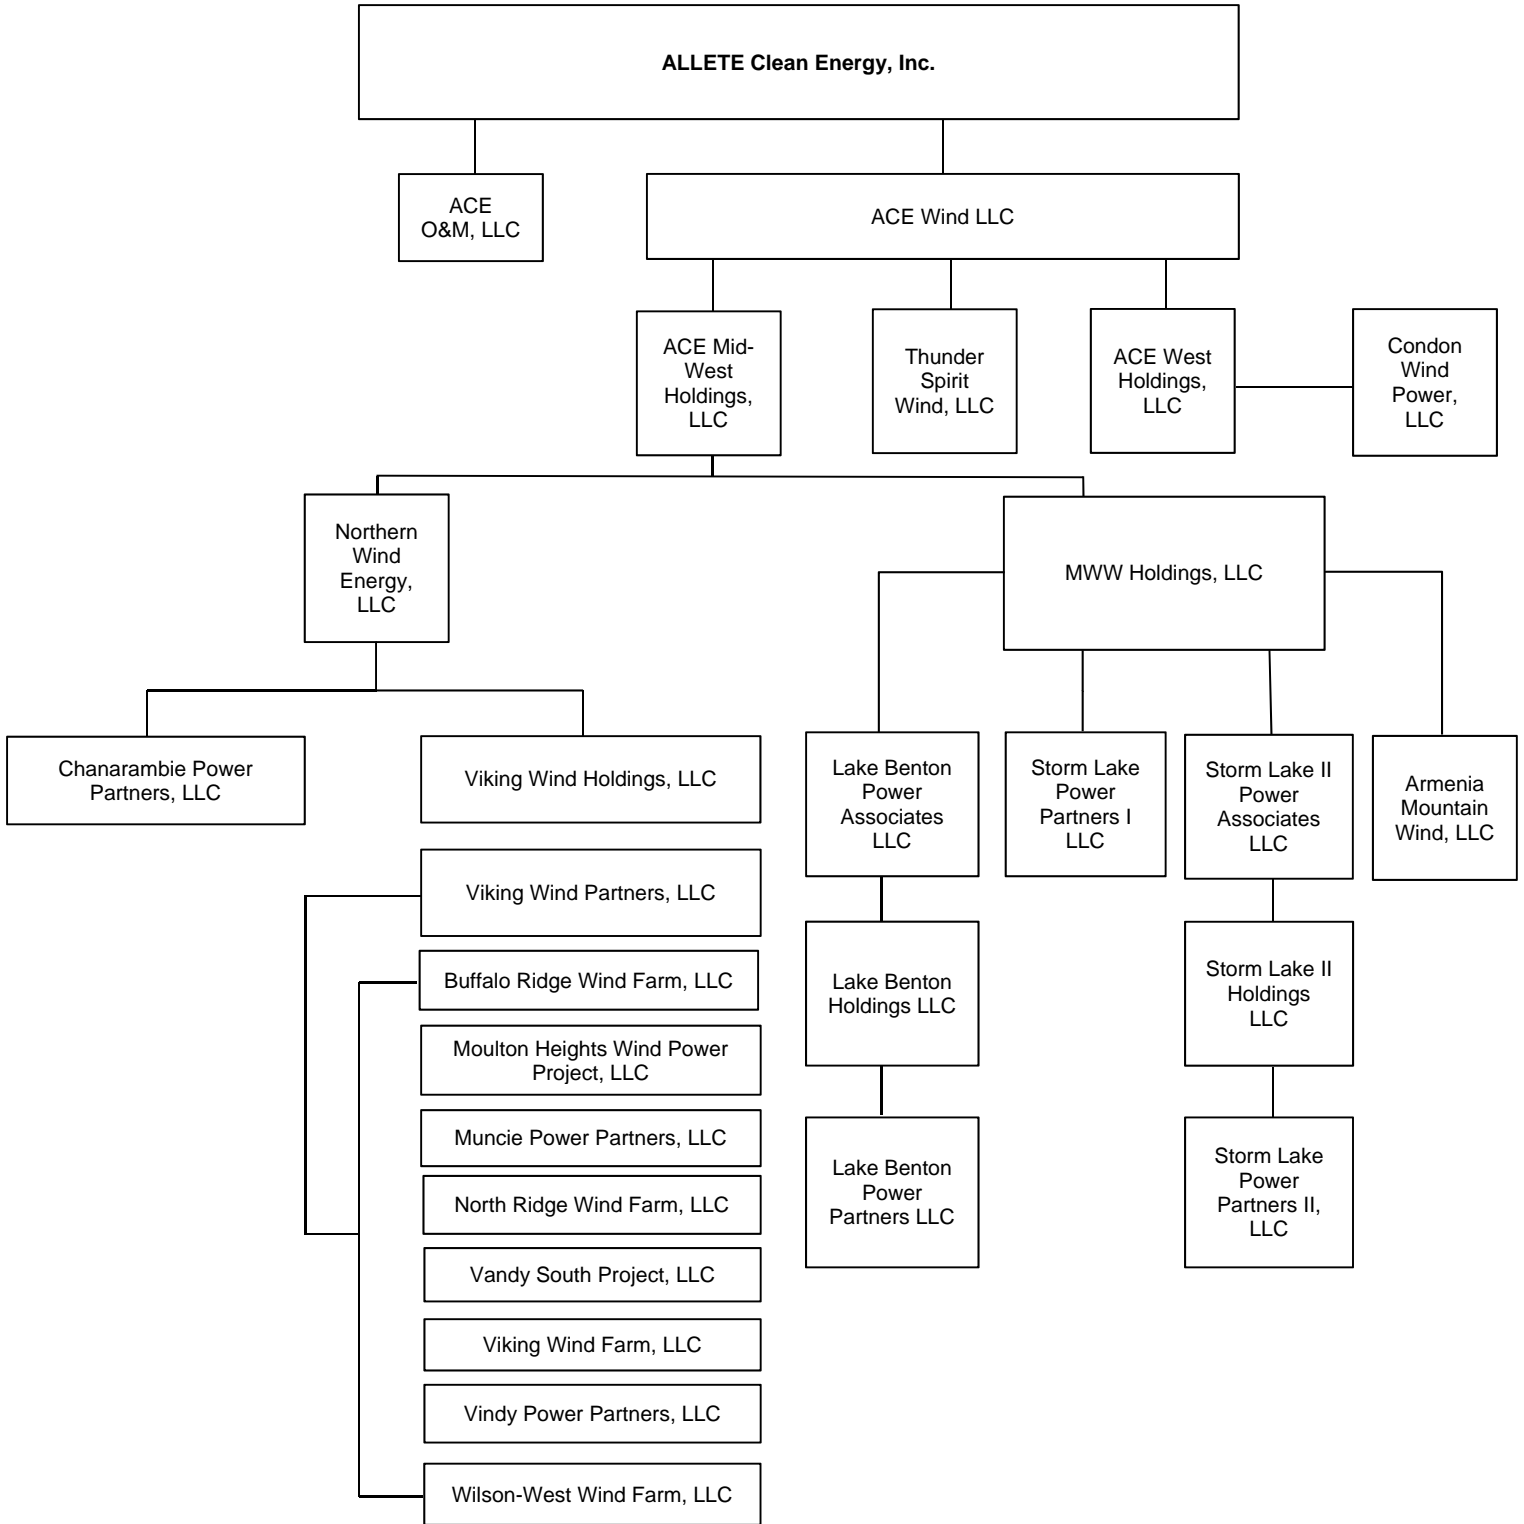 ALLETE Clean Energy, Inc.
ACE
O&M, LLC
ACE Wind LLC
ACE Mid-
West
Holdings,
LLC
Thunder
Spirit
Wind, LLC
ACE West
Holdings,
LLC
Condon
Wind
Power,
LLC
Northern
Wind
Energy,
LLC
MWW Holdings, LLC
Chanarambie Power
Partners, LLC
Viking Wind Holdings, LLC
Lake Benton
Power
Associates
LLC
Storm Lake
Power
Partners I
LLC
Storm Lake II
Power
Associates
LLC
Armenia
Mountain
Wind, LLC
Viking Wind Partners, LLC
Buffalo Ridge Wind Farm, LLC
Moulton Heights Wind Power
Project, LLC
Muncie Power Partners, LLC
North Ridge Wind Farm, LLC
Vandy South Project, LLC
Viking Wind Farm, LLC
Vindy Power Partners, LLC
Wilson-West Wind Farm, LLC
Lake Benton
Holdings LLC
Storm Lake II
Holdings
LLC
Lake Benton
Power
Partners LLC
Storm Lake
Power
Partners II,
LLC